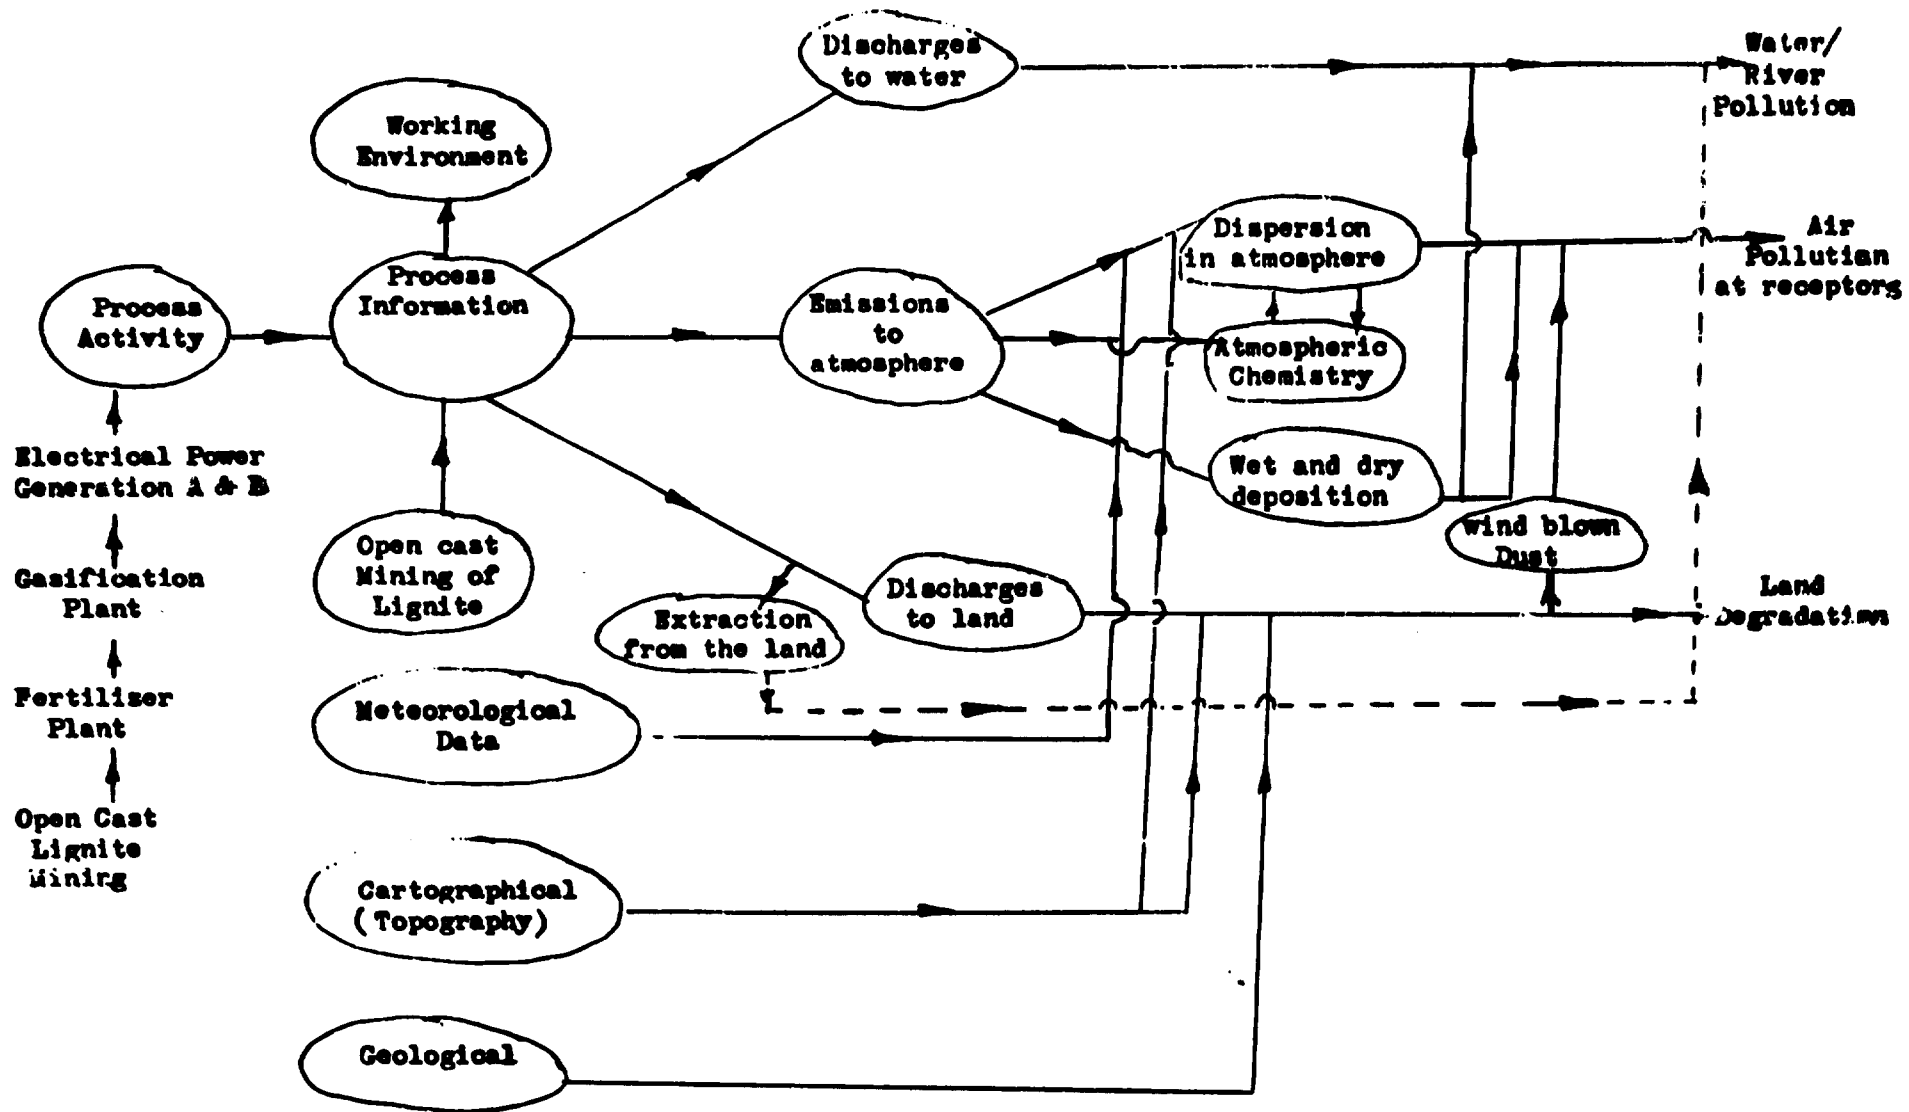 Discharges
to water
Water/
River
Pollution
Working
Environment
Dispersion
in atmosphere
Air
Pollution
at receptors
Process
Activity
Process
Information
Emissions
to
atmosphere
Atmospheric
Chemistry
Electrical Power
Generation A & B
Wet and dry
deposition
wind blown
Dust
Open cast
Mining of
Lignite
Gasification
Plant
Extraction
from the land
Discharges
to land
Land
Degradation
Fertiliser
Plant
Meteorological
Data
Open Cast
Lignite
Mining
Cartographical
(Topography)
Geological